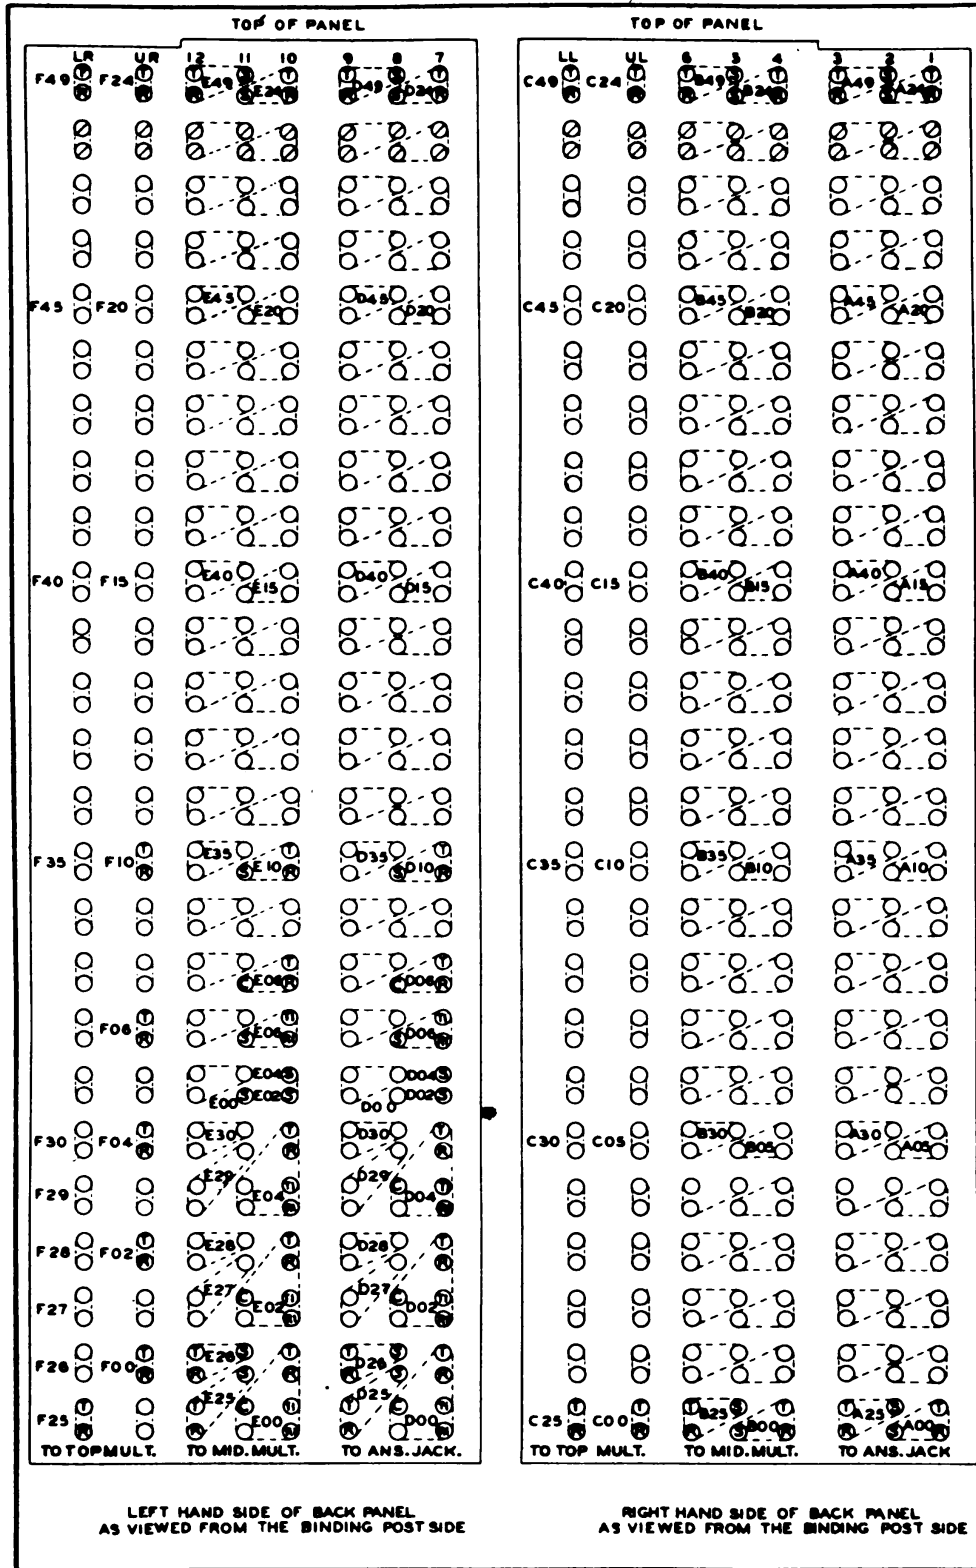 TOP OF PANEL TOP OF PANEL
LR UR 12 11 10 9 8 7 LL UL 6 5 4 3 2 1
T T T S T T S T T T T S T T S T
F49 F24 E49 E24 D49 D24 C49 C24 B49 B24 A49 A24
R R R S R R S R R R R S R R S R
F45 F20 E45 E20 D45 D20 C45 C20 B45 B20 A45 A20
F40 F15 E40 E15 D40 D15 C40 C15 B40 B15 A40 A15
T T T
F35 F10 E35 E10 D35 D10 C35 C10 B35 B10 A35 A10
R S R S R
T T
C E06 R C D06 R
T T1 T1
F06 E06 D06
R S R1 S R1
E04 S D04 S
E00 E02 S D00 D02 S
T T T
F30 F04 E30 D30 C30 C05 B30 B05 A30 A05
R R R
F29 E29 E04 C D29 D04
T T T
F28 F02 E28 D28
R R R
F27 E27 C E02 D27 C D02
T T S T T S T
F26 F00 E26 D26
R R S R R S R
F25 T E25 C E00 T D25 C D00 C25 C00 B25 B00 A25 A00
TO TOP MULT. TO MID. MULT. TO ANS. JACK. TO TOP MULT. TO MID. MULT. TO ANS. JACK
LEFT HAND SIDE OF BACK PANEL
AS VIEWED FROM THE BINDING POST SIDE
RIGHT HAND SIDE OF BACK PANEL
AS VIEWED FROM THE BINDING POST SIDE